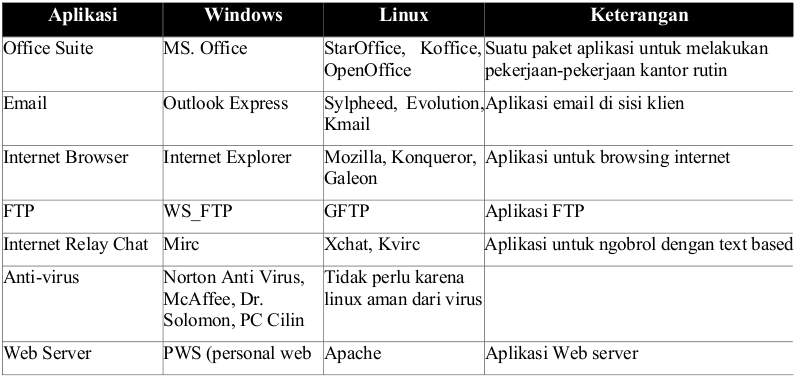 Aplikasi Windows Linux Keterangan
Office Suite MS. Office StarOffice, Koffice, Suatu paket aplikasi untuk melakukan
OpenOffice pekerjaan-pekerjaan kantor rutin
Email Outlook Express Sylpheed, Evolution, Aplikasi email di sisi klien
Kmail
Internet Browser Internet Explorer Mozilla, Konqueror, Aplikasi untuk browsing internet
Galeon
FTP WS_FTP GFTP Aplikasi FTP
Internet Relay Chat Mirc Xchat, Kvirc Aplikasi untuk ngobrol dengan text based
Anti-virus Norton Anti Virus, Tidak perlu karena
McAffee, Dr. linux aman dari virus
Solomon, PC Cilin
Web Server PWS (personal web Apache Aplikasi Web server